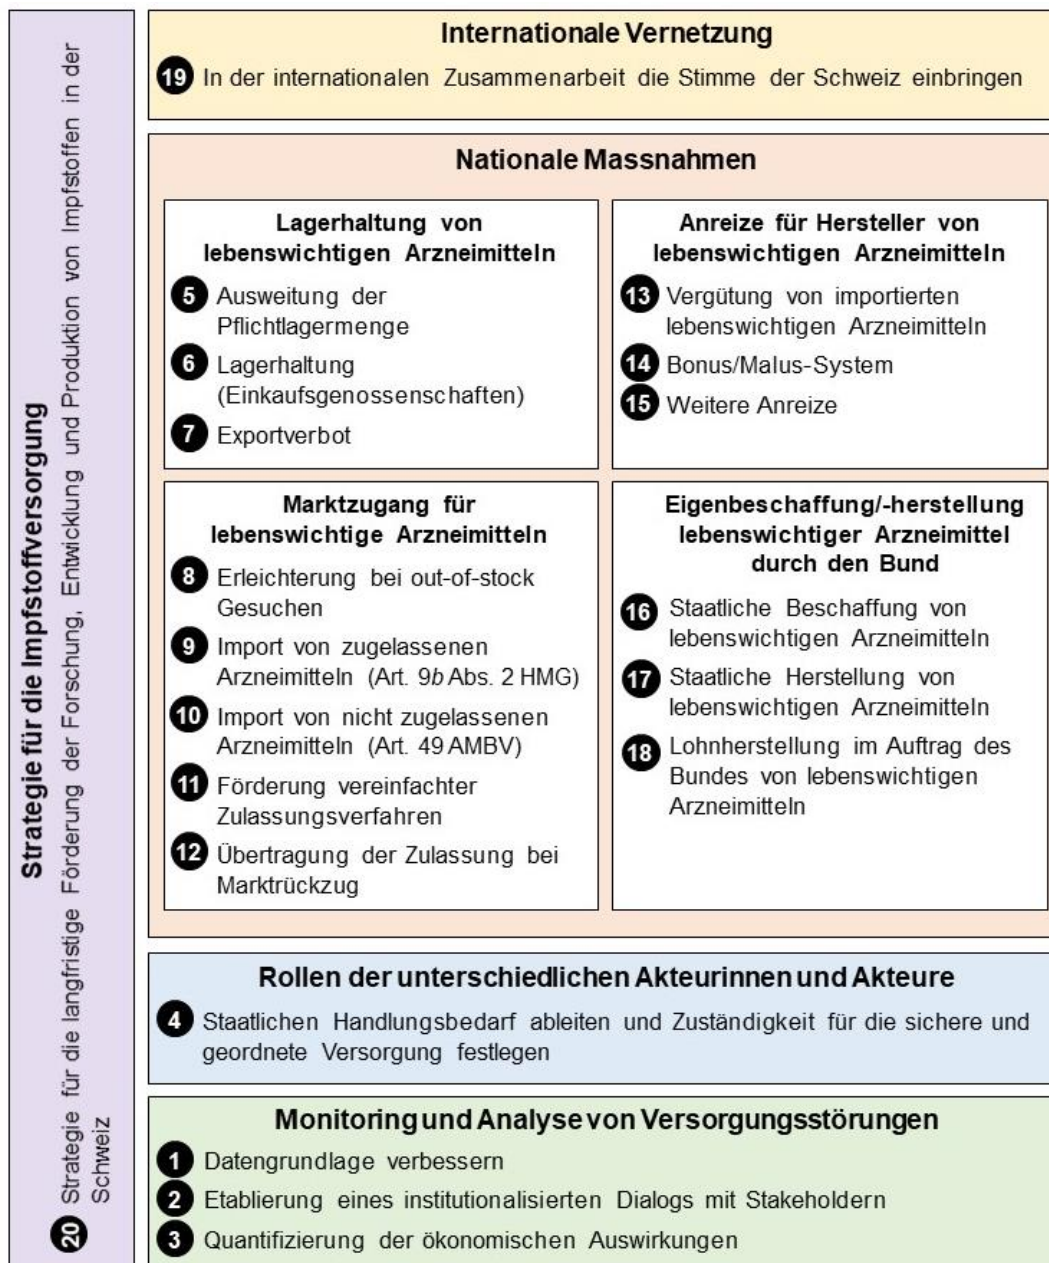 Strategie für die Impfstoffversorgung
20 Strategie für die langfristige Förderung der Forschung, Entwicklung und Produktion von Impfstoffen in der
Schweiz
Internationale Vernetzung
19 In der internationalen Zusammenarbeit die Stimme der Schweiz einbringen
Nationale Massnahmen
Lagerhaltung von
lebenswichtigen Arzneimitteln
5 Ausweitung der
Pflichtlagermenge
6 Lagerhaltung
(Einkaufsgenossenschaften)
7 Exportverbot
Anreize für Hersteller von
lebenswichtigen Arzneimitteln
13 Vergütung von importierten
lebenswichtigen Arzneimitteln
14 Bonus/Malus-System
15 Weitere Anreize
Marktzugang für
lebenswichtige Arzneimitteln
8 Erleichterung bei out-of-stock
Gesuchen
9 Import von zugelassenen
Arzneimitteln (Art. 9b Abs. 2 HMG)
10 Import von nicht zugelassenen
Arzneimitteln (Art. 49 AMBV)
11 Förderung vereinfachter
Zulassungsverfahren
12 Übertragung der Zulassung bei
Marktrückzug
Eigenbeschaffung/-herstellung
lebenswichtiger Arzneimittel
durch den Bund
16 Staatliche Beschaffung von
lebenswichtigen Arzneimitteln
17 Staatliche Herstellung von
lebenswichtigen Arzneimitteln
18 Lohnherstellung im Auftrag des
Bundes von lebenswichtigen
Arzneimitteln
Rollen der unterschiedlichen Akteurinnen und Akteure
4 Staatlichen Handlungsbedarf ableiten und Zuständigkeit für die sichere und
geordnete Versorgung festlegen
Monitoring und Analyse von Versorgungsstörungen
1 Datengrundlage verbessern
2 Etablierung eines institutionalisierten Dialogs mit Stakeholdern
3 Quantifizierung der ökonomischen Auswirkungen